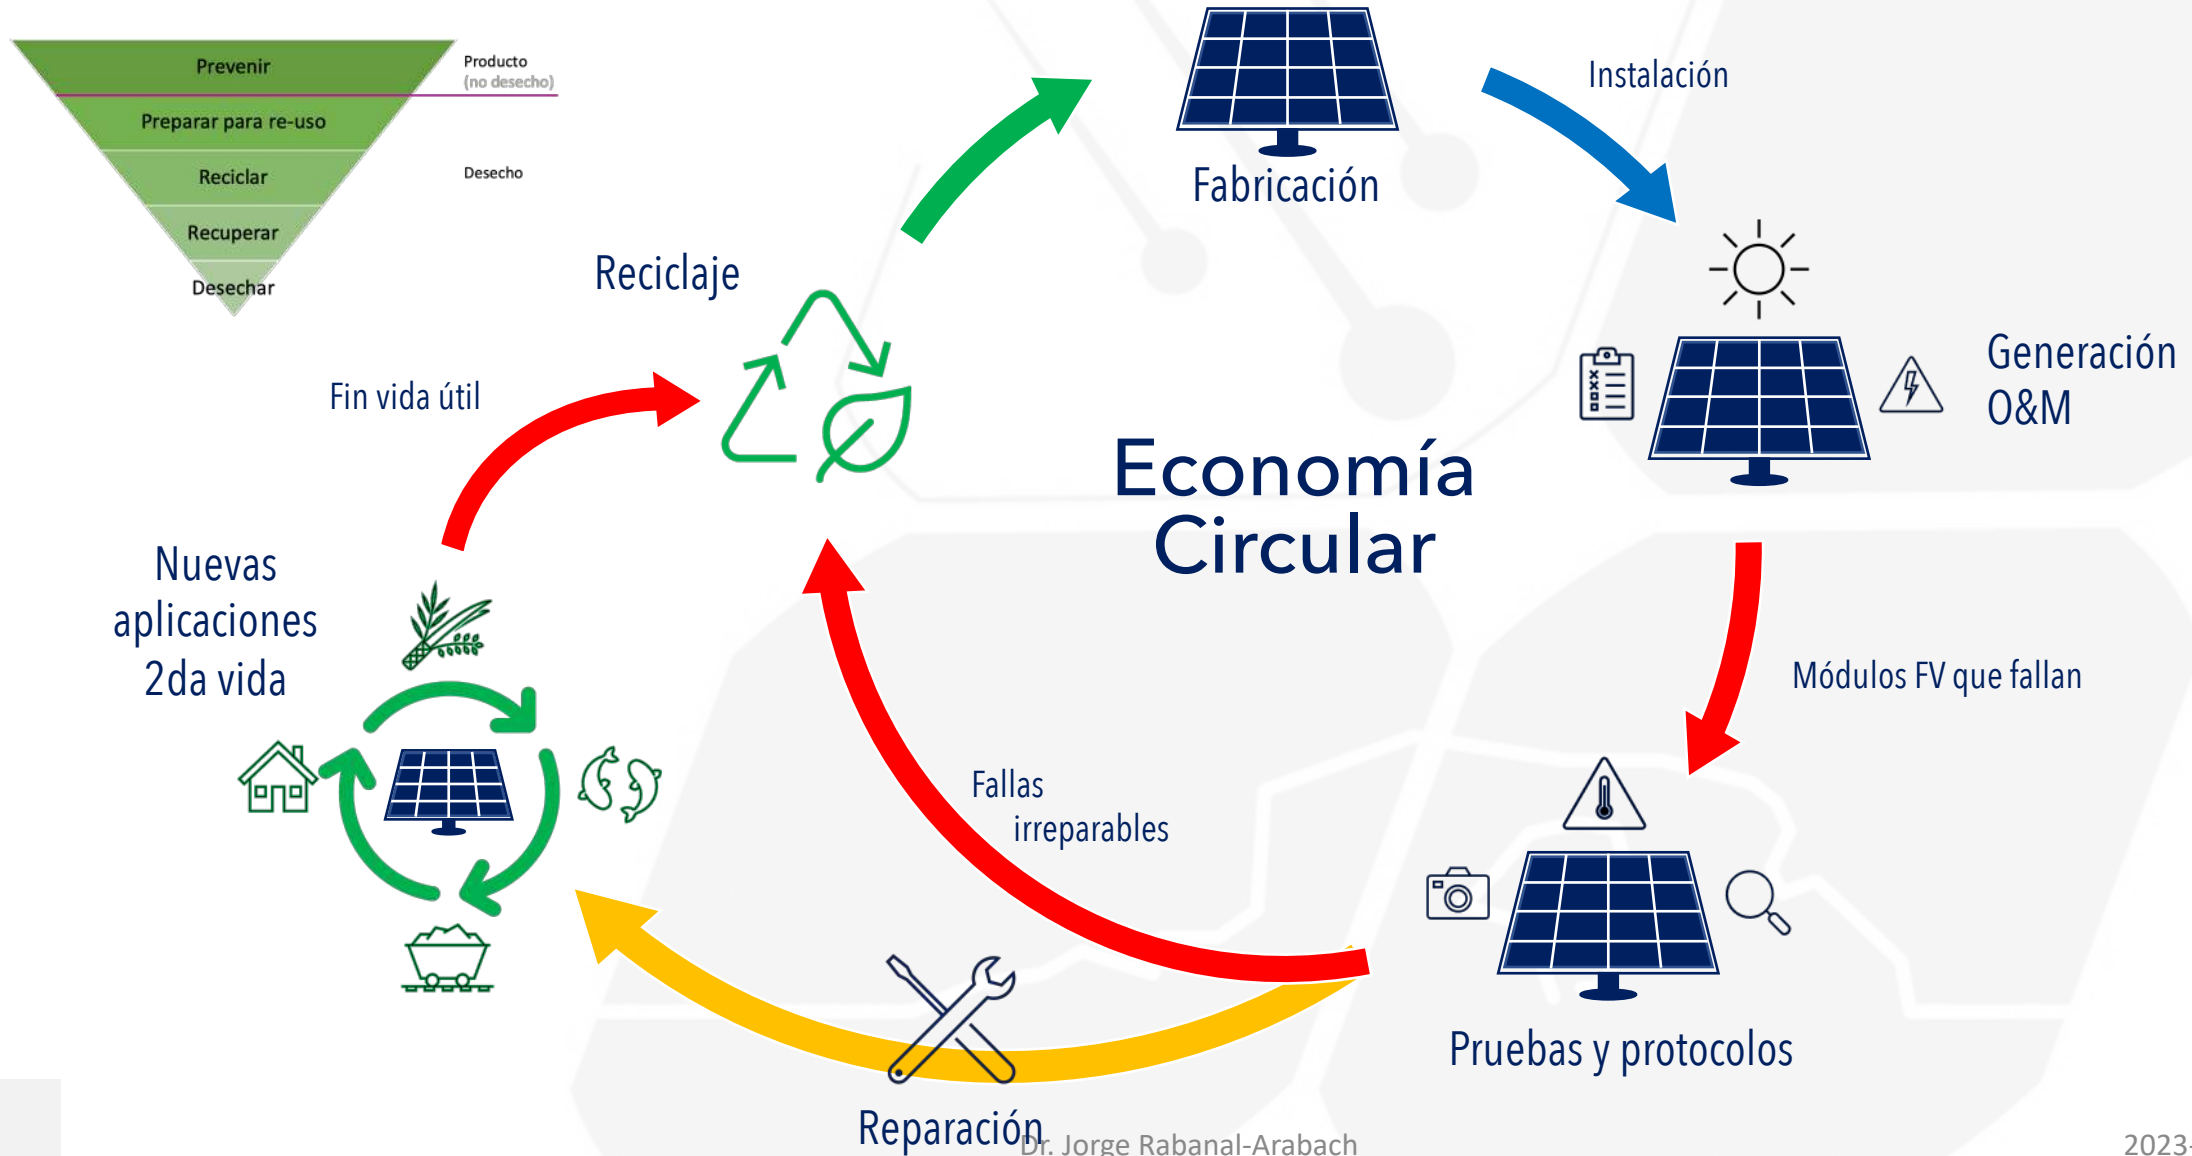 Prevenir
Producto
(no desecho)
Preparar para re-uso
Reciclar
Desecho
Recuperar
Desechar
Fabricación
Instalación
Generación
O&M
Módulos FV que fallan
Pruebas y protocolos
Fallas
irreparables
Reparación
Nuevas
aplicaciones
2da vida
Fin vida útil
Reciclaje
Economía
Circular
Dr. Jorge Rabanal-Arabach
2023-